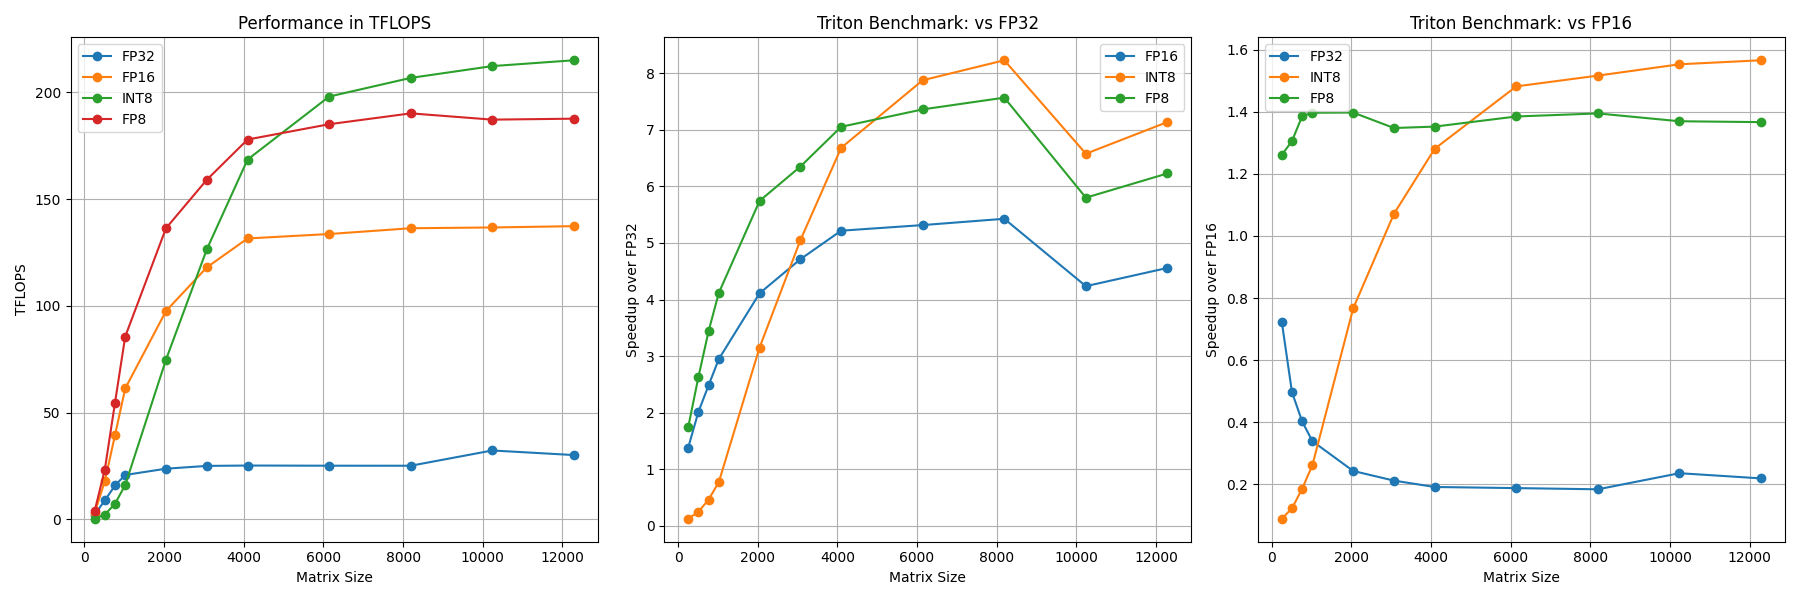 Performance in TFLOPS
FP32
FP16
INT8
FP8
TFLOPS
200
150
100
50
0
0 2000 4000 6000 8000 10000 12000
Matrix Size
Triton Benchmark: vs FP32
FP16
INT8
FP8
Speedup over FP32
8
7
6
5
4
3
2
1
0
0 2000 4000 6000 8000 10000 12000
Matrix Size
Triton Benchmark: vs FP16
FP32
INT8
FP8
Speedup over FP16
1.6
1.4
1.2
1.0
0.8
0.6
0.4
0.2
0 2000 4000 6000 8000 10000 12000
Matrix Size